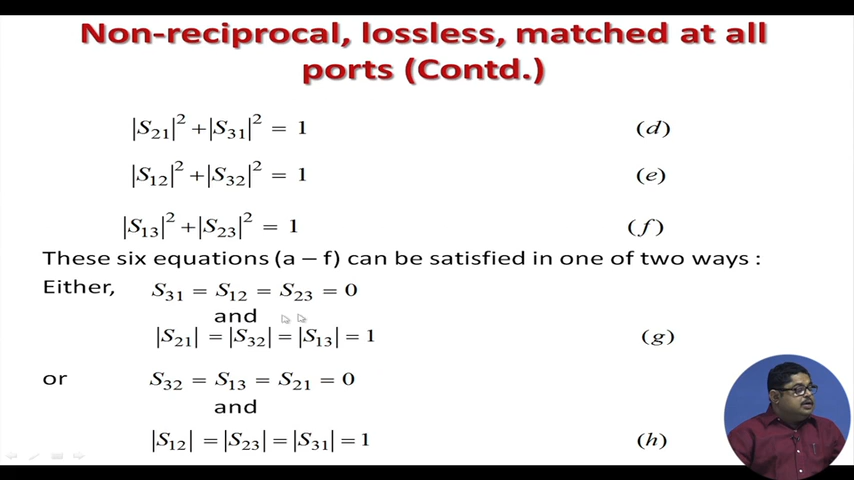 Non-reciprocal, lossless, matched at all
ports (Contd.)
|S₂₁|² + |S₃₁|² = 1 (d)
|S₁₂|² + |S₃₂|² = 1 (e)
|S₁₃|² + |S₂₃|² = 1 (f)
These six equations (a – f) can be satisfied in one of two ways :
Either, S₃₁ = S₁₂ = S₂₃ = 0
and
|S₂₁| = |S₃₂| = |S₁₃| = 1 (g)
or S₃₂ = S₁₃ = S₂₁ = 0
and
|S₁₂| = |S₂₃| = |S₃₁| = 1 (h)